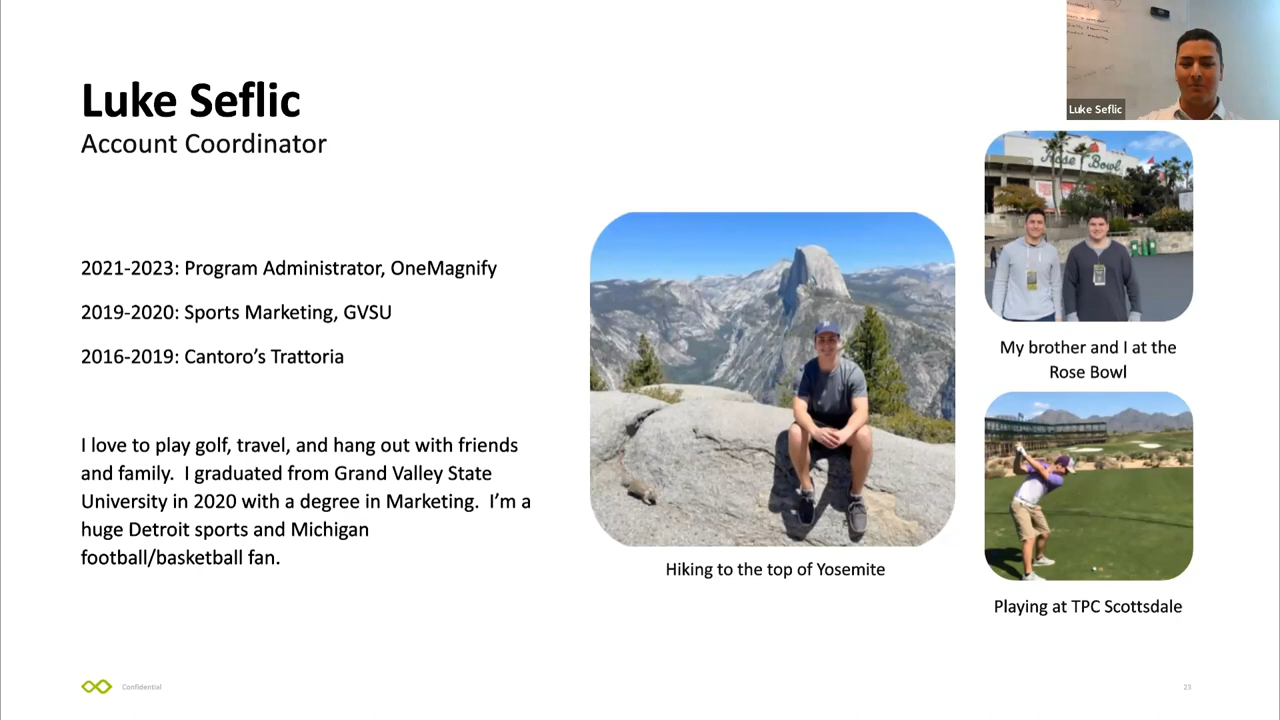 Luke Seflic
Account Coordinator
2021-2023: Program Administrator, OneMagnify
2019-2020: Sports Marketing, GVSU
2016-2019: Cantoro’s Trattoria
I love to play golf, travel, and hang out with friends
and family.  I graduated from Grand Valley State
University in 2020 with a degree in Marketing.  I’m a
huge Detroit sports and Michigan
football/basketball fan.
Hiking to the top of Yosemite
Luke Seflic
Rose Bowl
My brother and I at the
Rose Bowl
Playing at TPC Scottsdale
Confidential
23